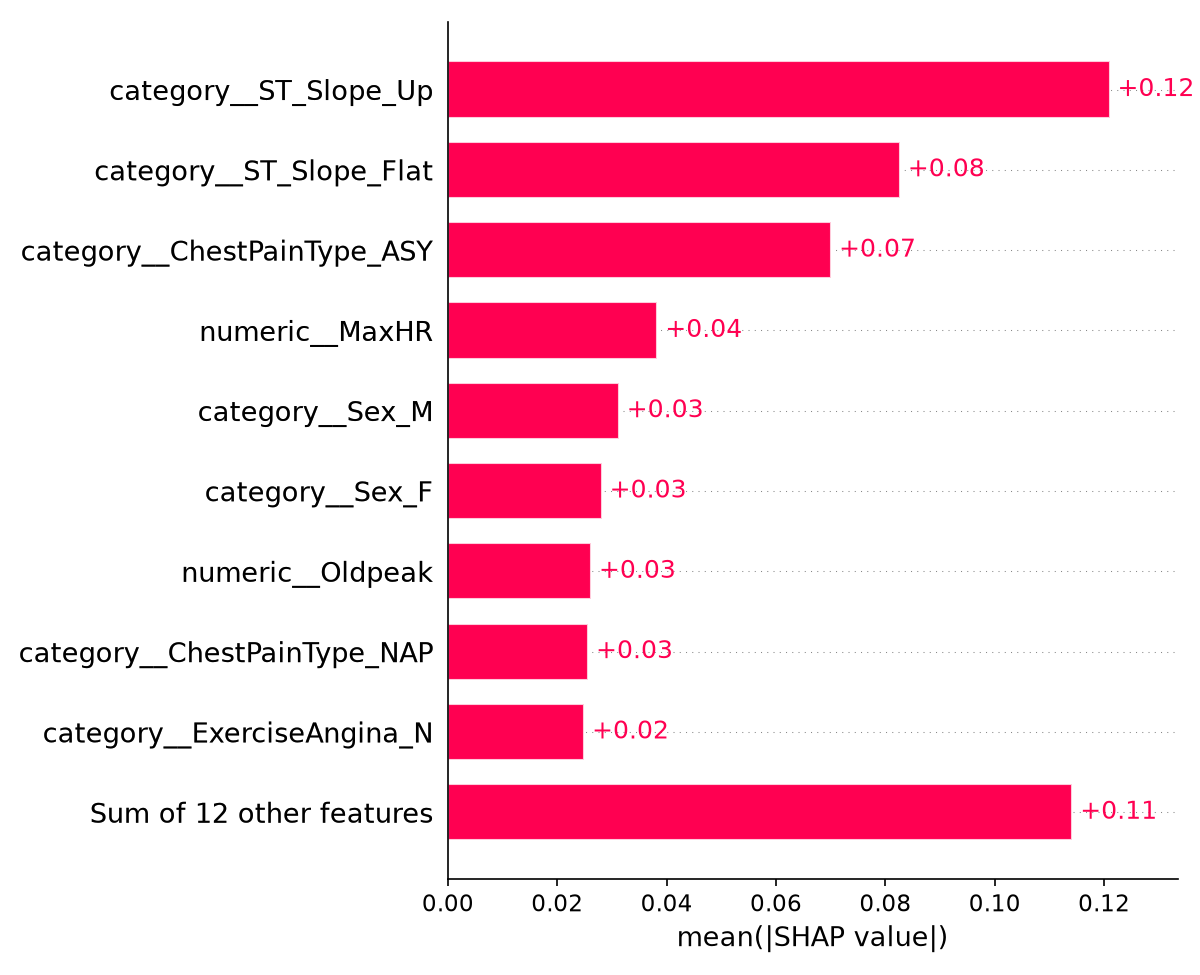 category__ST_Slope_Up
+0.12
category__ST_Slope_Flat
+0.08
category__ChestPainType_ASY
+0.07
numeric__MaxHR
+0.04
category__Sex_M
+0.03
category__Sex_F
+0.03
numeric__Oldpeak
+0.03
category__ChestPainType_NAP
+0.03
category__ExerciseAngina_N
+0.02
Sum of 12 other features
+0.11
0.00 0.02 0.04 0.06 0.08 0.10 0.12
mean(|SHAP value|)